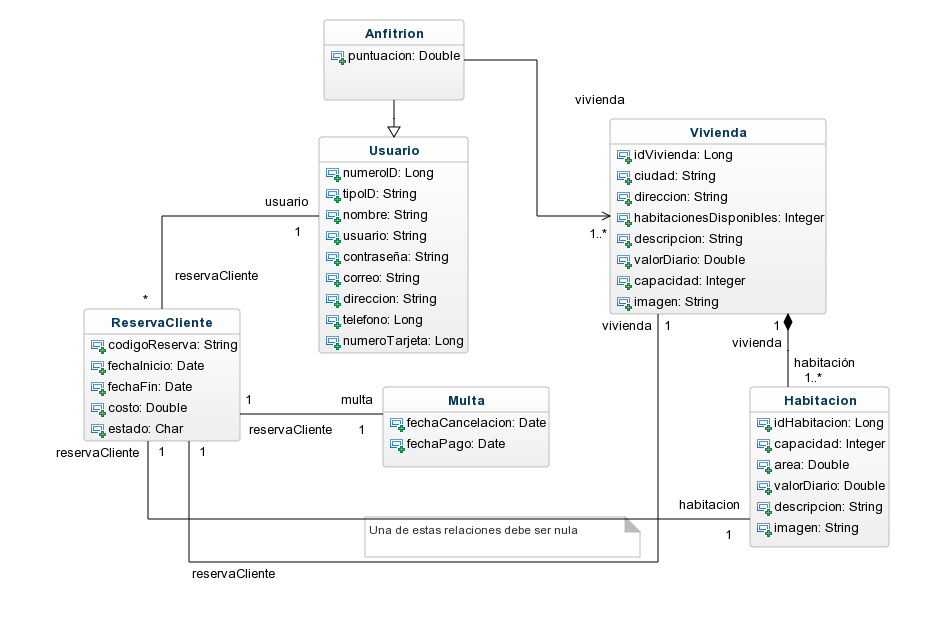 Anfitrion
puntuacion: Double
vivienda
Vivienda
idVivienda: Long
ciudad: String
direccion: String
habitacionesDisponibles: Integer
descripcion: String
valorDiario: Double
capacidad: Integer
imagen: String
1..*
Usuario
numeroID: Long
tipoID: String
nombre: String
usuario: String
contraseña: String
correo: String
direccion: String
telefono: Long
numeroTarjeta: Long
usuario
1
reservaCliente
*
ReservaCliente
codigoReserva: String
fechaInicio: Date
fechaFin: Date
costo: Double
estado: Char
vivienda
1
1
vivienda
habitación
1..*
1
multa
reservaCliente
1
Multa
fechaCancelacion: Date
fechaPago: Date
Habitacion
idHabitacion: Long
capacidad: Integer
area: Double
valorDiario: Double
descripcion: String
imagen: String
reservaCliente
1
1
habitacion
1
Una de estas relaciones debe ser nula
reservaCliente